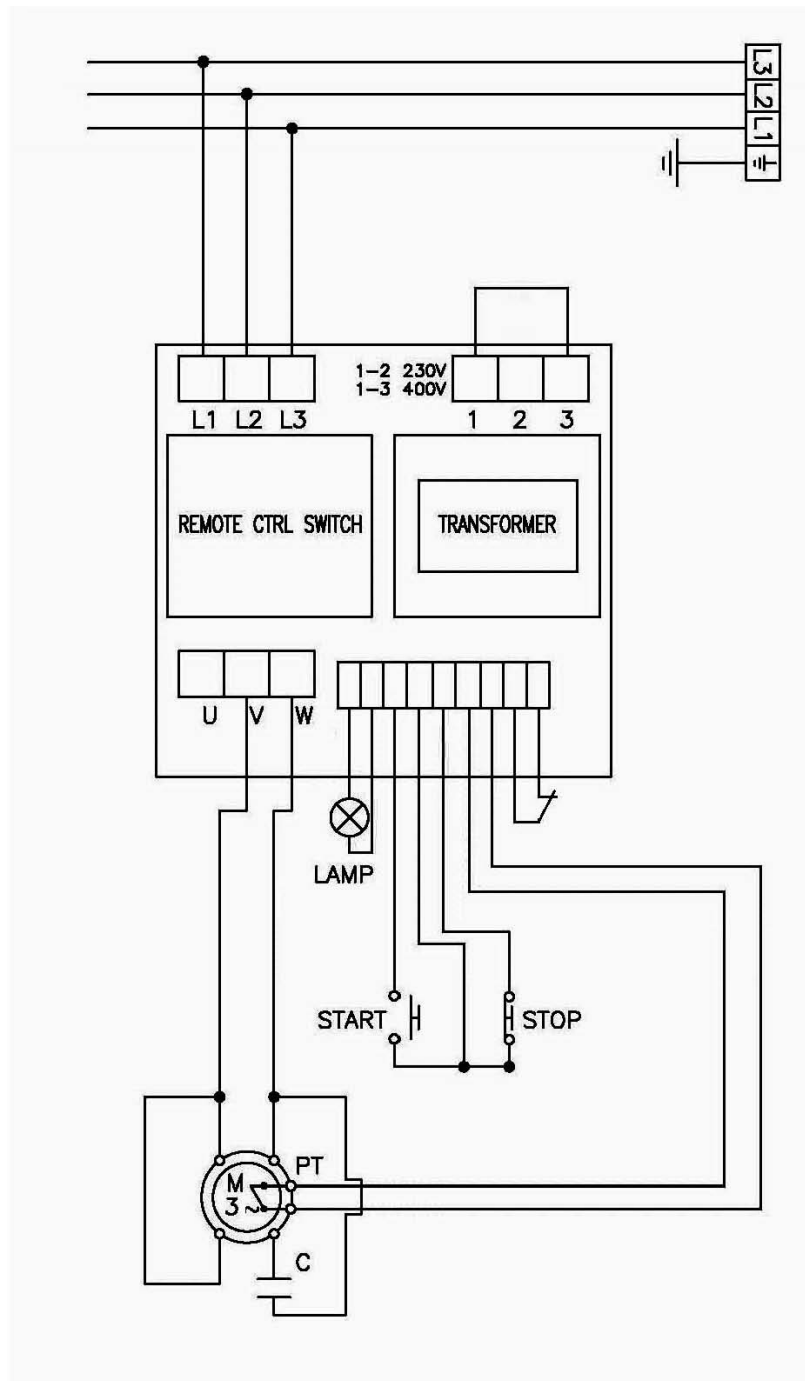 L3
L2
L1
1-2 230V
1-3 400V
L1 L2 L3
1 2 3
REMOTE CTRL SWITCH
TRANSFORMER
U V W
LAMP
START
STOP
PT
M
3~
C